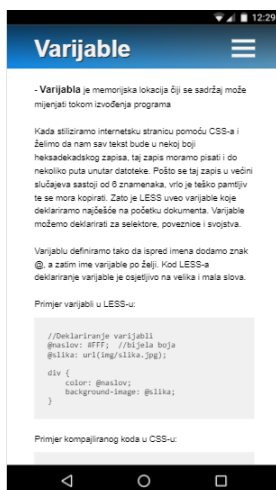 12:29
Varijable
- Varijabla je memorijska lokacija čiji se sadržaj može
mijenjati tokom izvođenja programa
Kada stiliziramo internetsku stranicu pomoću CSS-a i
želimo da nam sav tekst bude u nekoj boji
heksadekadskog zapisa, taj zapis moramo pisati i do
nekoliko puta unutar datoteke. Pošto se taj zapis u većini
slučajeva sastoji od 6 znamenaka, vrlo je teško pamtljiv
te se mora kopirati. Zato je LESS uveo varijable koje
deklariramo najčešće na početku dokumenta. Varijable
možemo deklarirati za selektore, poveznice i svojstva.
Varijablu definiramo tako da ispred imena dodamo znak
@, a zatim ime varijable po želji. Kod LESS-a
deklariranje varijable je osjetljivo na velika i mala slova.
Primjer varijabli u LESS-u:
//Deklariranje varijabli
@naslov: #FFF; //bijela boja
@slika: url(img/slika.jpg);
div {
color: @naslov;
background-image: @slika;
}
Primjer kompajliranog koda u CSS-u: